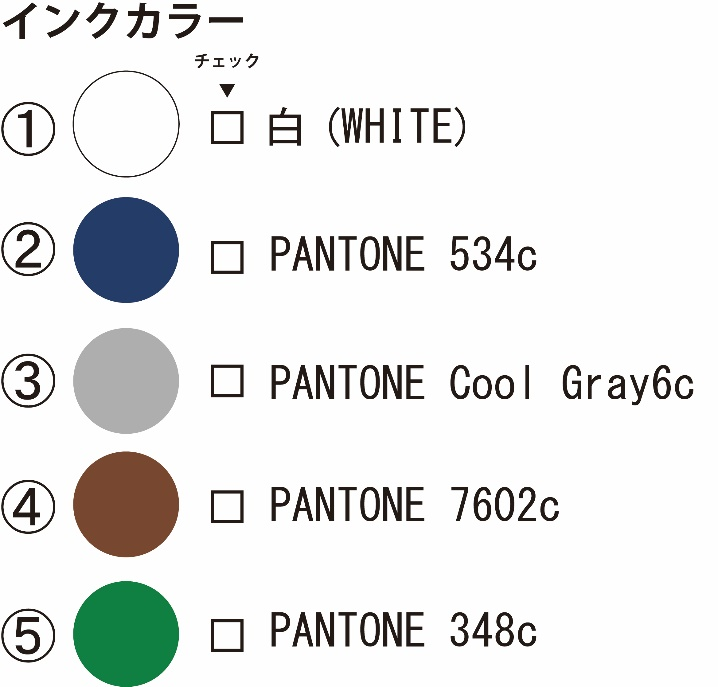 インクカラー
チェック
▼
① □ 白 (WHITE)
② □ PANTONE 534c
③ □ PANTONE Cool Gray6c
④ □ PANTONE 7602c
⑤ □ PANTONE 348c